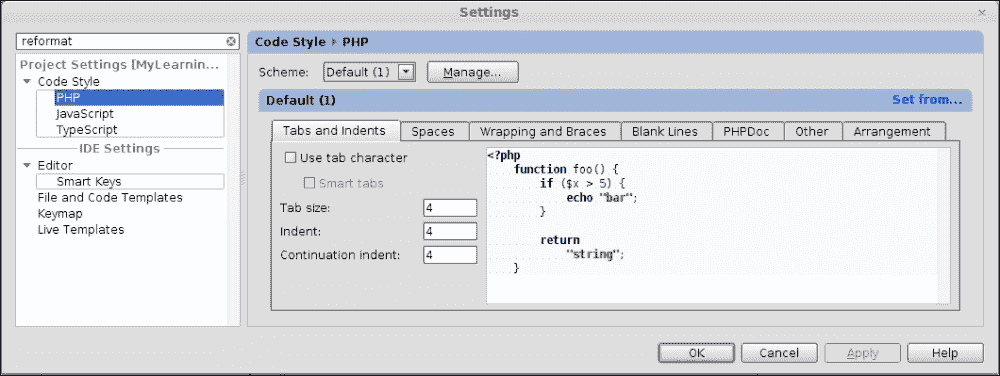 Settings
reformat
Project Settings [MyLearnin...
Code Style
PHP
JavaScript
TypeScript
IDE Settings
Editor
Smart Keys
File and Code Templates
Keymap
Live Templates
Code Style ▸ PHP
Scheme: Default (1) Manage...
Default (1) Set from...
Tabs and Indents Spaces Wrapping and Braces Blank Lines PHPDoc Other Arrangement
Use tab character
Smart tabs
Tab size: 4
Indent: 4
Continuation indent: 4
<?php
function foo() {
if ($x > 5) {
echo "bar";
}
return
"string";
}
OK Cancel Apply Help